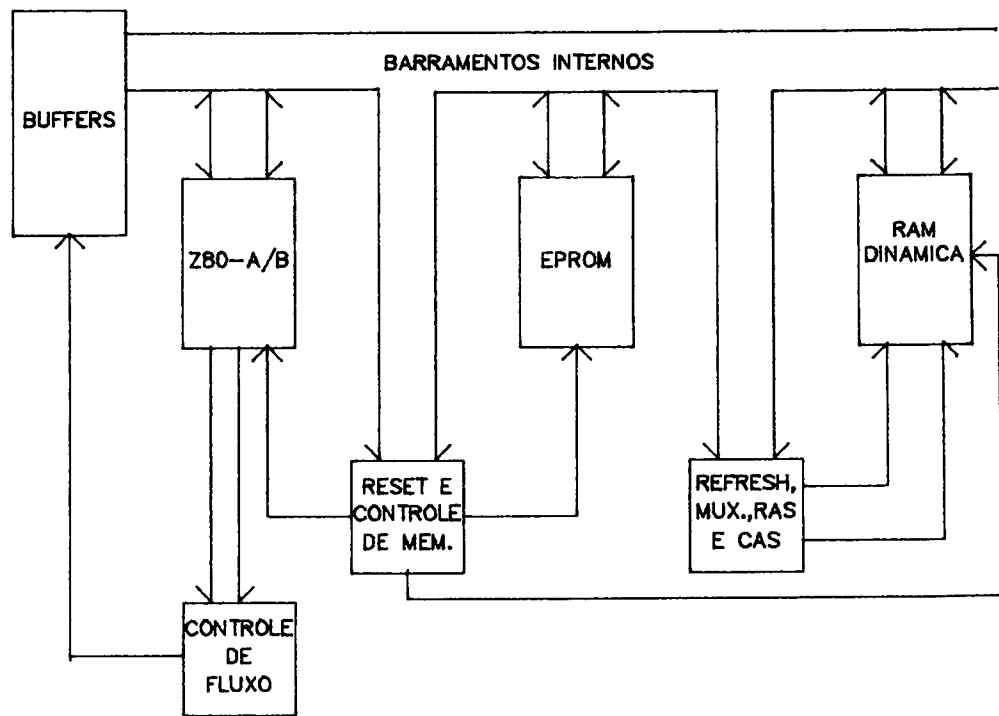 BARRAMENTOS INTERNOS
BUFFERS
Z80-A/B
EPROM
RAM
DINAMICA
RESET E
CONTROLE
DE MEM.
REFRESH,
MUX.,RAS
E CAS
CONTROLE
DE
FLUXO